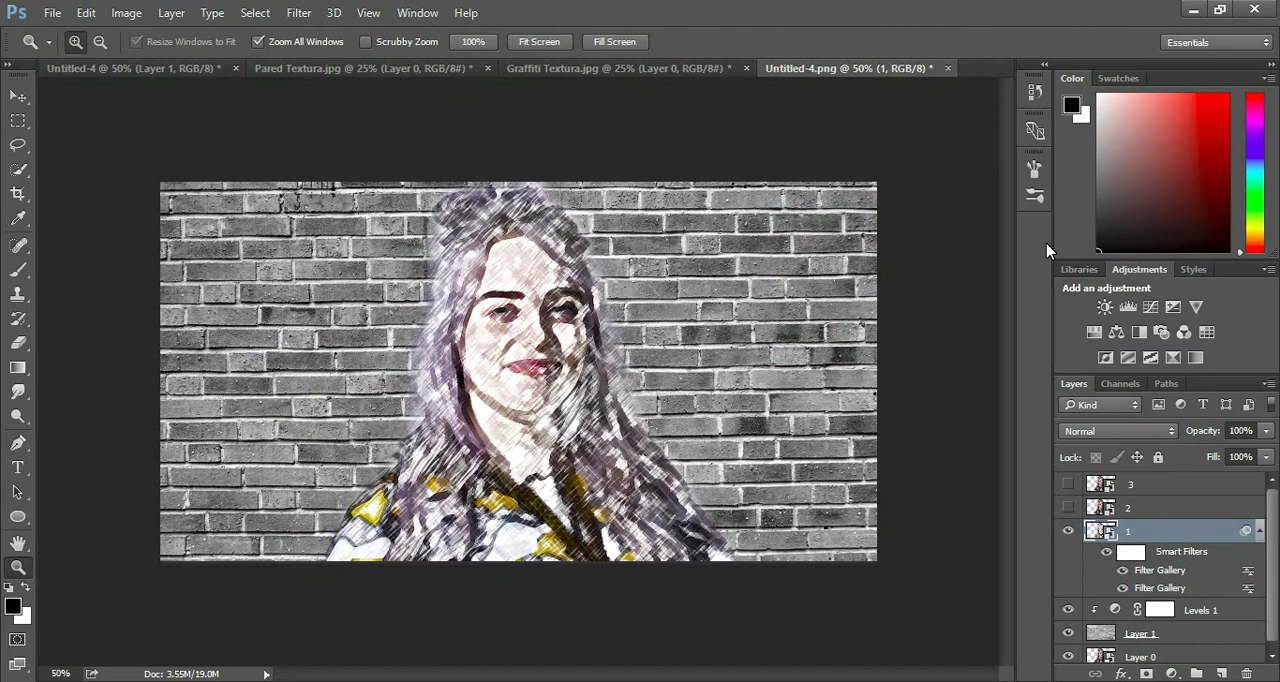 Ps File Edit Image Layer Type Select Filter 3D View Window Help
Resize Windows to Fit Zoom All Windows Scrubby Zoom 100% Fit Screen Fill Screen Essentials
Untitled-4 @ 50% (Layer 1, RGB/8) * × Pared Textura.jpg @ 25% (Layer 0, RGB/8#) * × Graffiti Textura.jpg @ 25% (Layer 0, RGB/8#) * × Untitled-4.png @ 50% (1, RGB/8) * ×
Color Swatches
Libraries Adjustments Styles
Add an adjustment
Layers Channels Paths
Kind
Normal Opacity: 100%
Lock: Fill: 100%
3
2
1
Smart Filters
Filter Gallery
Filter Gallery
Levels 1
Layer 1
Layer 0
50% Doc: 3.55M/19.0M